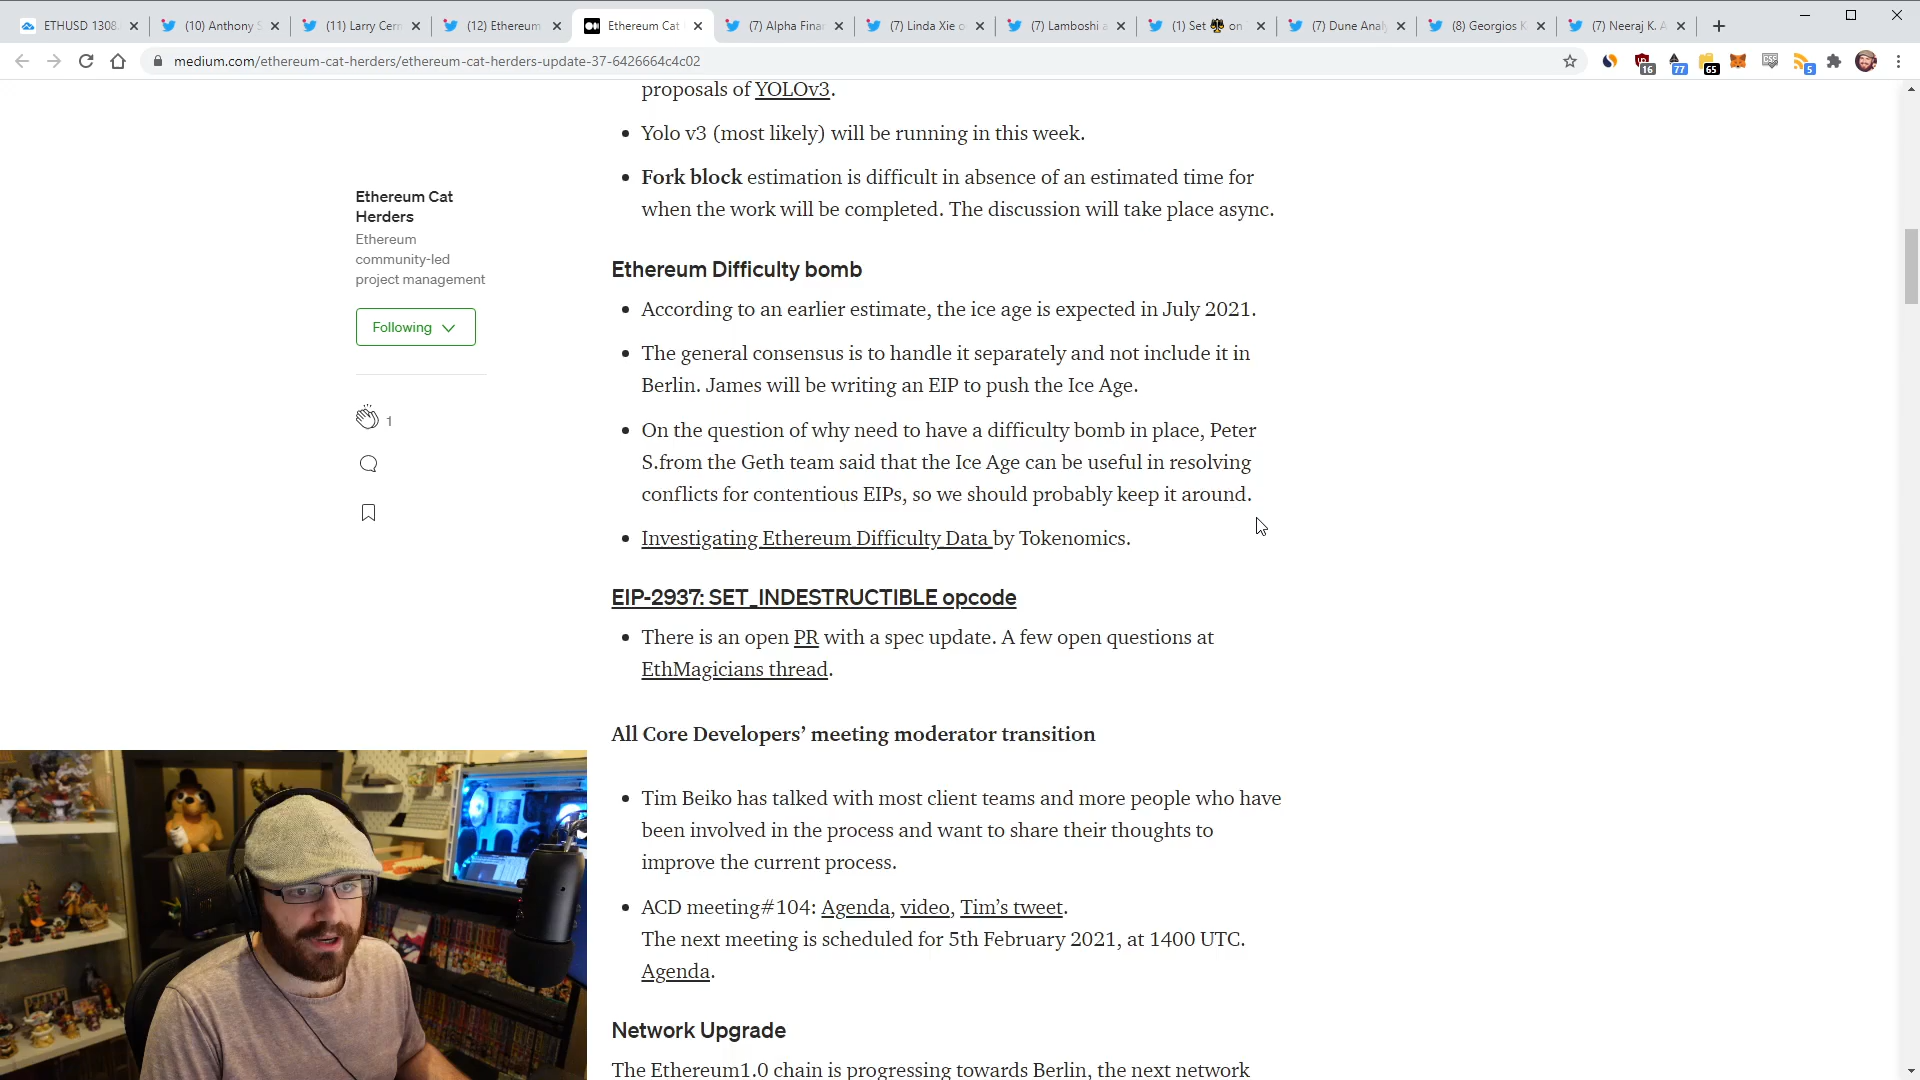 ETHUSD 1308.
(10) Anthony S
(11) Larry Cern
(12) Ethereum
Ethereum Cat
(7) Alpha Finan
(7) Linda Xie o
(7) Lamboshi a
(1) Set on
(7) Dune Analy
(8) Georgios K
(7) Neeraj K. A
medium.com/ethereum-cat-herders/ethereum-cat-herders-update-37-6426664c4c02
16
77
65
5
proposals of YOLOv3.
Yolo v3 (most likely) will be running in this week.
Fork block estimation is difficult in absence of an estimated time for
when the work will be completed. The discussion will take place async.
Ethereum Cat
Herders
Ethereum
community-led
project management
Following
1
Ethereum Difficulty bomb
According to an earlier estimate, the ice age is expected in July 2021.
The general consensus is to handle it separately and not include it in
Berlin. James will be writing an EIP to push the Ice Age.
On the question of why need to have a difficulty bomb in place, Peter
S.from the Geth team said that the Ice Age can be useful in resolving
conflicts for contentious EIPs, so we should probably keep it around.
Investigating Ethereum Difficulty Data by Tokenomics.
EIP-2937: SET_INDESTRUCTIBLE opcode
There is an open PR with a spec update. A few open questions at
EthMagicians thread.
All Core Developers’ meeting moderator transition
Tim Beiko has talked with most client teams and more people who have
been involved in the process and want to share their thoughts to
improve the current process.
ACD meeting#104: Agenda, video, Tim’s tweet.
The next meeting is scheduled for 5th February 2021, at 1400 UTC.
Agenda.
Network Upgrade
The Ethereum1.0 chain is progressing towards Berlin, the next network